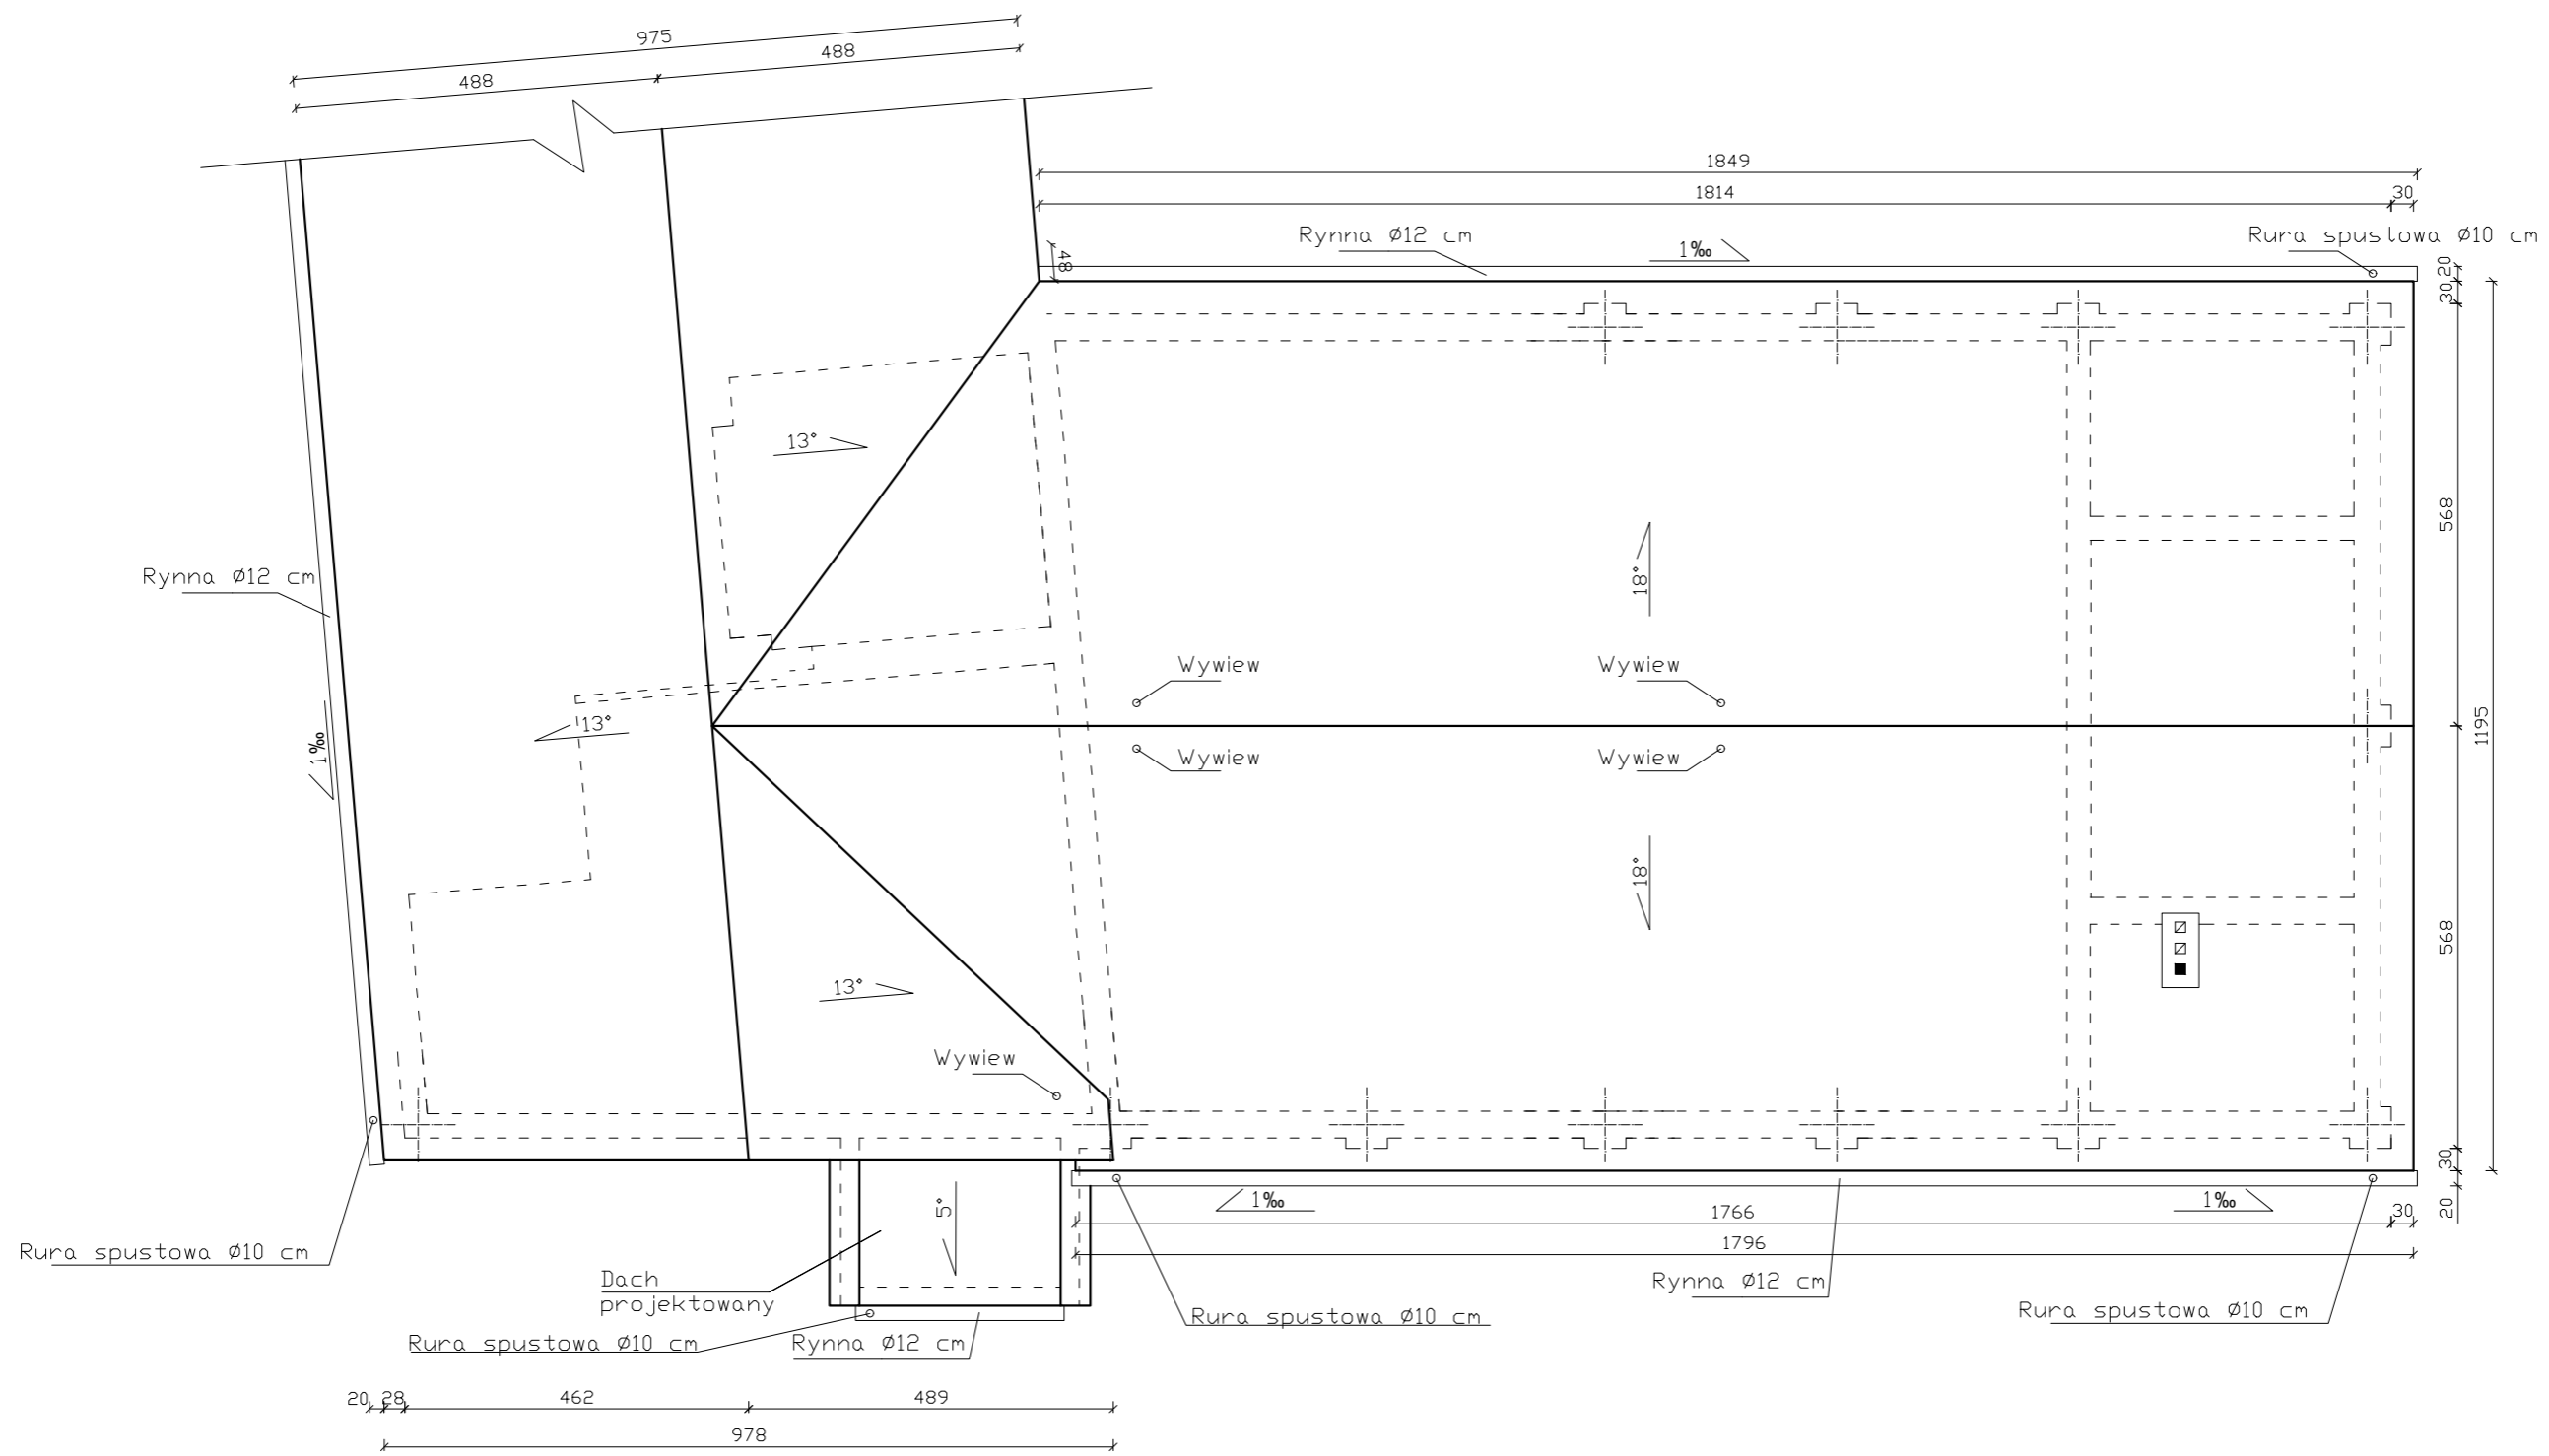 975
488
488
1849
1814
30
Rynna Ø12 cm
1‰
Rura spustowa Ø10 cm
48
20
30
13°
568
18°
Rynna Ø12 cm
Wywiew
Wywiew
13°
1‰
1195
Wywiew
Wywiew
18°
568
13°
Wywiew
30
1‰
1‰
20
5°
1766
30
1796
Rura spustowa Ø10 cm
Dach
projektowany
Rynna Ø12 cm
Rura spustowa Ø10 cm
Rura spustowa Ø10 cm
Rura spustowa Ø10 cm
Rynna Ø12 cm
20
28
462
489
978